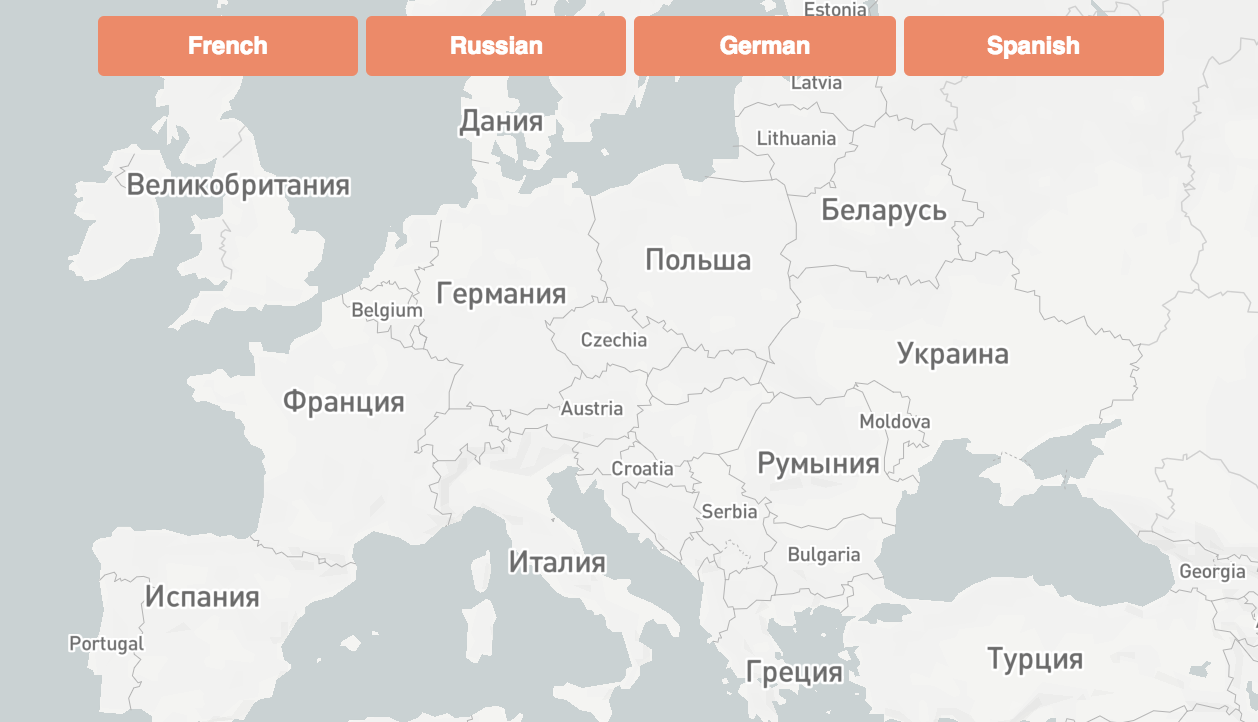 Estonia
French
Russian
German
Spanish
Latvia
Дания
Lithuania
Великобритания
Беларусь
Польша
Германия
Belgium
Czechia
Украина
Франция
Austria
Moldova
Румыния
Croatia
Serbia
Bulgaria
Италия
Georgia
Испания
Portugal
Турция
Греция